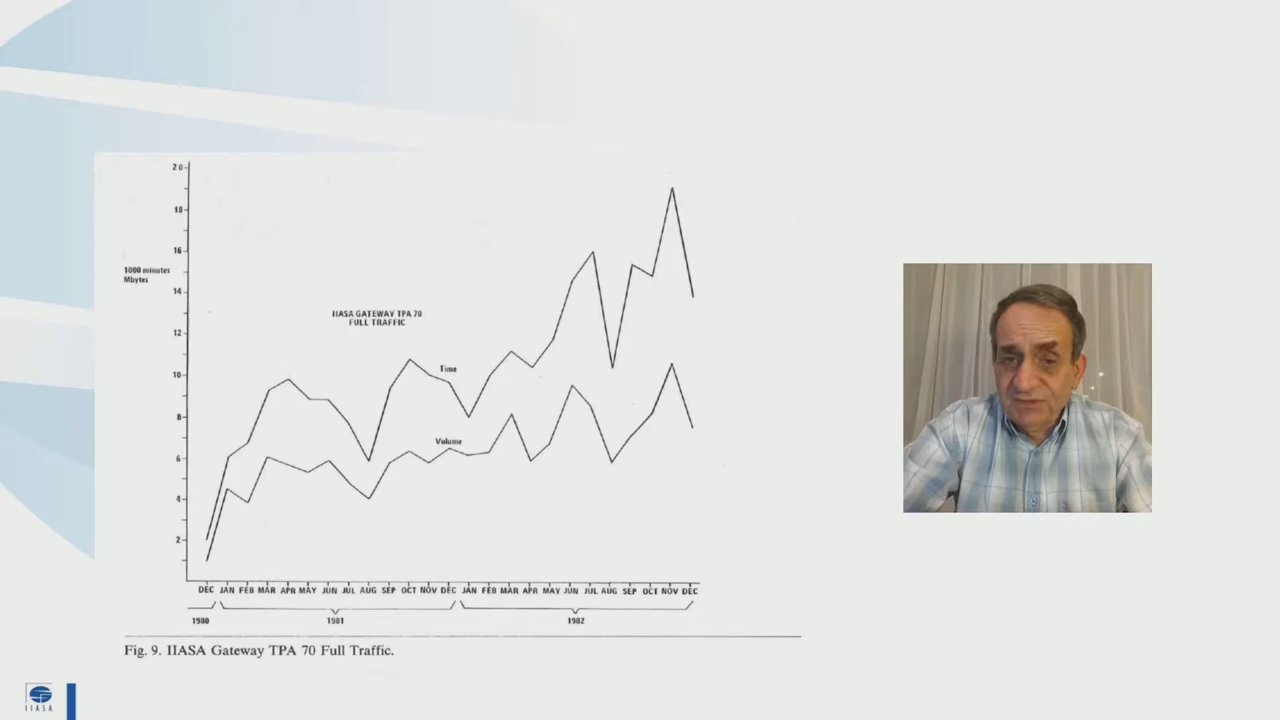 20
18
16
1000 minutes
Mbytes
14
IIASA GATEWAY TPA 70
FULL TRAFFIC
12
10
Time
8
Volume
6
4
2
DEC JAN FEB MAR APR MAY JUN JUL AUG SEP OCT NOV DEC JAN FEB MAR APR MAY JUN JUL AUG SEP OCT NOV DEC
1980 1981 1982
Fig. 9. IIASA Gateway TPA 70 Full Traffic.
IIASA